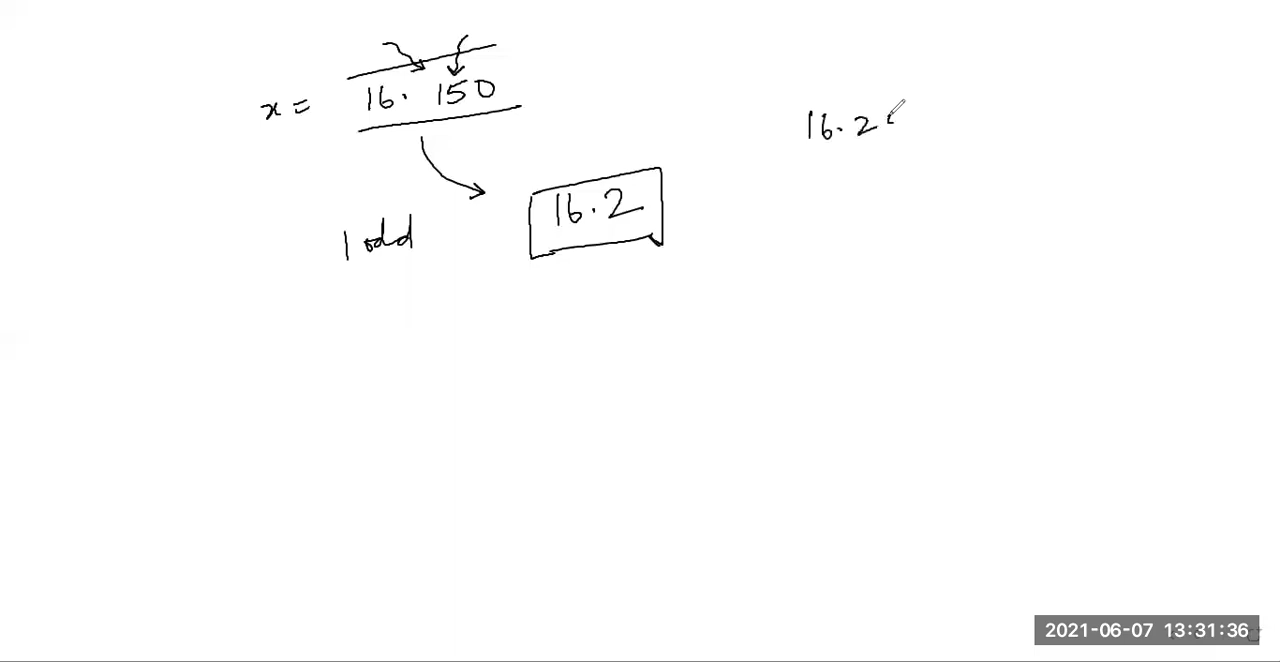 x = 16. 150
16. 2
16.2
1 odd
2021-06-07 13:31:36